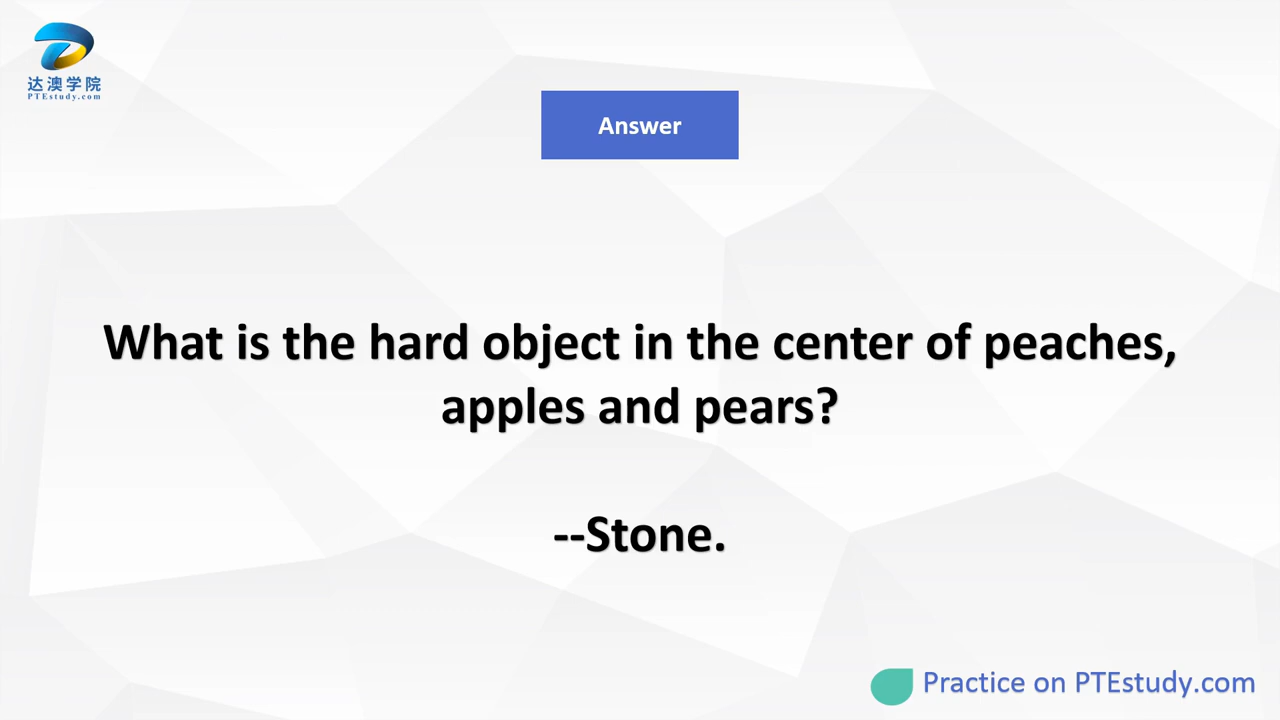 达澳学院
PTEstudy.com
Answer
What is the hard object in the center of peaches,
apples and pears?
--Stone.
Practice on PTEstudy.com